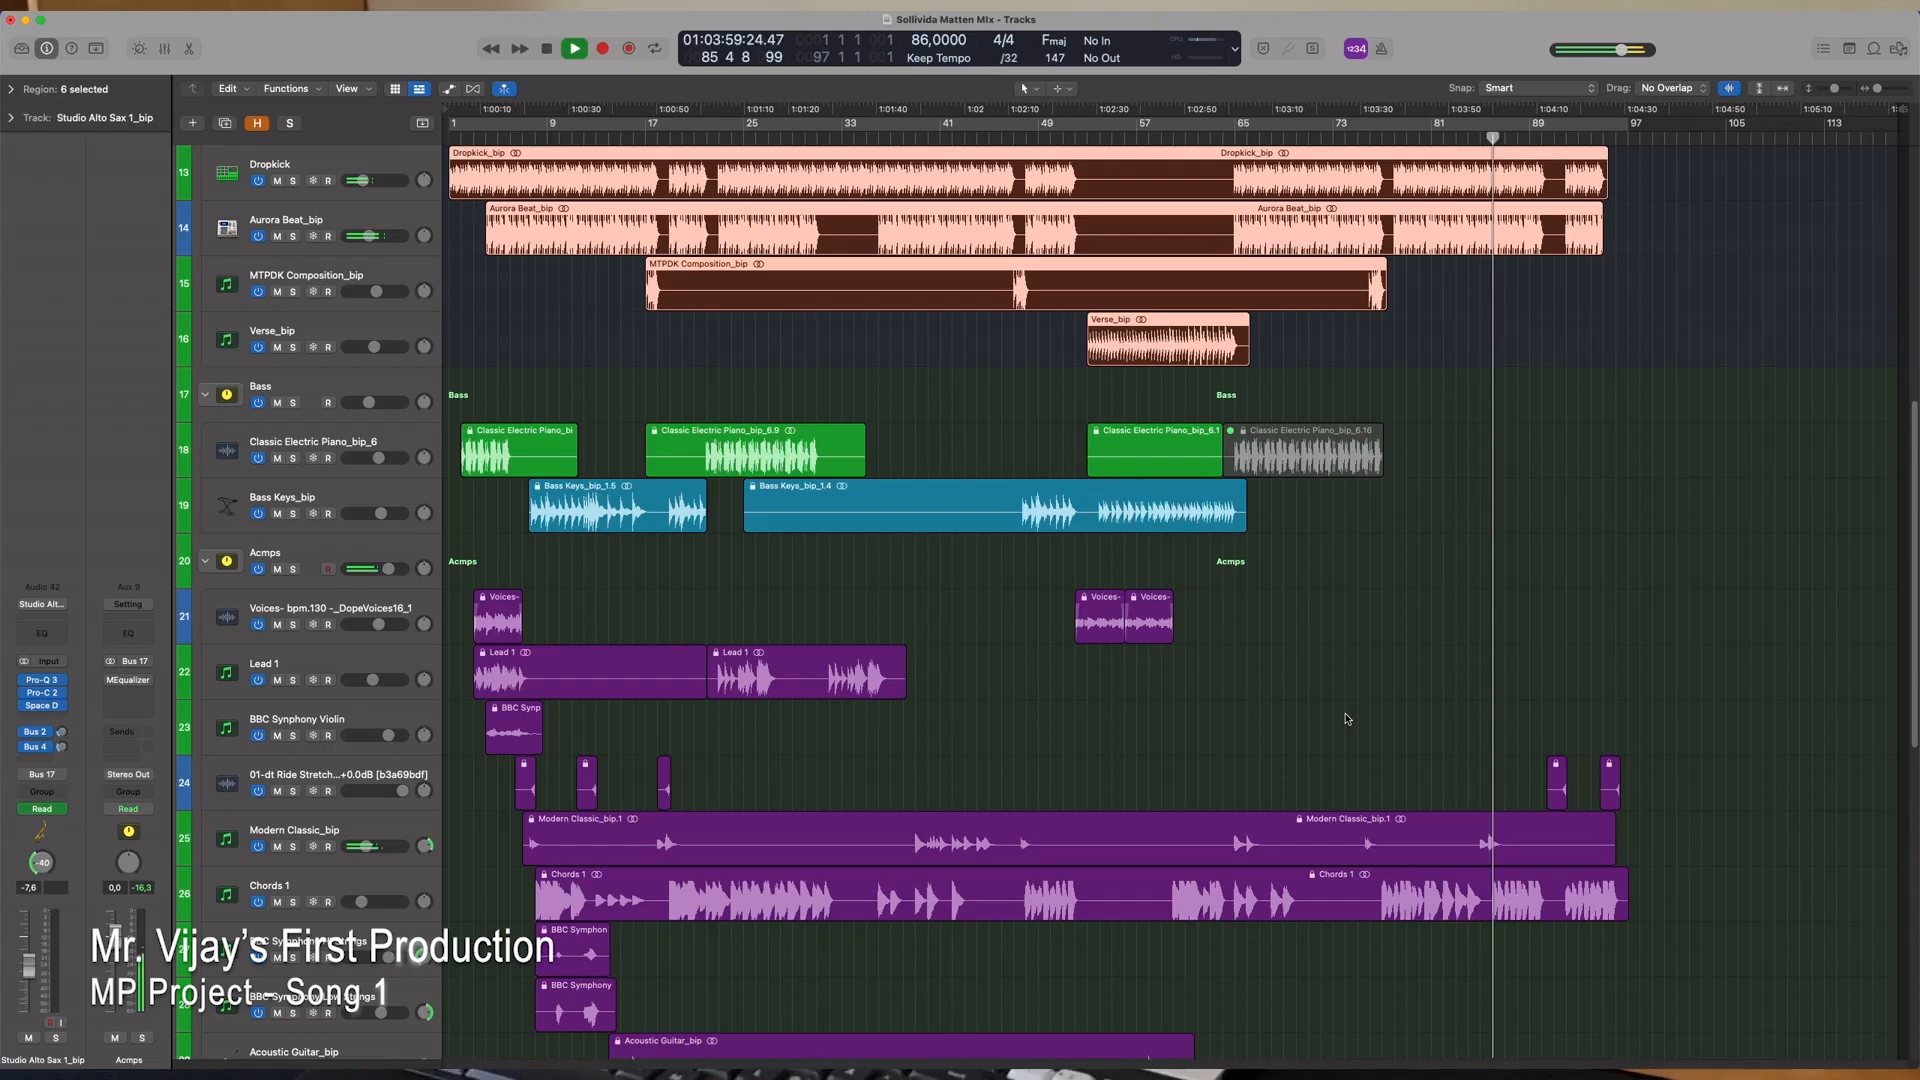 Sollivida Matten MIx - Tracks
01:03:59:24.47
85 4 8 99
0001 1 1 001
0097 1 1 001
86,0000
Keep Tempo
4/4
/32
Fmaj
147
No In
No Out
CPU
HD
1234
Region: 6 selected
Edit
Functions
View
Snap: Smart
Drag: No Overlap
Track: Studio Alto Sax 1_bip
H
S
1:00:10
1:00:30
1:00:50
1:01:10
1:01:20
1:02
1:02:10
1:02:30
1:02:50
1:03:10
1:03:30
1:03:50
1:04:10
1:04:30
1:04:50
1:05:10
1 9 17 25 33 41 49 57 65 73 81 89 97 105 113
13
Dropkick
M S R
Dropkick_bip
Dropkick_bip
14
Aurora Beat_bip
M S R
Aurora Beat_bip
Aurora Beat_bip
15
MTPDK Composition_bip
M S R
MTPDK Composition_bip
16
Verse_bip
M S R
Verse_bip
17
Bass
M S R
Bass
Bass
18
Classic Electric Piano_bip_6
M S R
Classic Electric Piano_bi
Classic Electric Piano_bip_6.9
Classic Electric Piano_bip_6.1
Classic Electric Piano_bip_6.16
19
Bass Keys_bip
M S R
Bass Keys_bip_1.5
Bass Keys_bip_1.4
20
Acmps
M S R
Acmps
Acmps
21
Voices- bpm.130 -_DopeVoices16_1
M S R
Voices-
Voices-
Voices-
22
Lead 1
M S R
Lead 1
Lead 1
23
BBC Synphony Violin
M S R
BBC Synp
24
01-dt Ride Stretch...+0.0dB [b3a69bdf]
M S R
25
Modern Classic_bip
M S R
Modern Classic_bip.1
Modern Classic_bip.1
26
Chords 1
M S R
Chords 1
Chords 1
BBC Symphon
BBC Symphony
Acoustic Guitar_bip
Acoustic Guitar_bip
Audio 42
Aux 9
Studio Alt...
Setting
EQ
EQ
Input
Bus 17
Pro-Q 3
MEqualizer
Pro-C 2
Space D
Bus 2
Sends
Bus 4
Bus 17
Stereo Out
Group
Group
Read
Read
-40
-7,6
0,0 -16,3
R I
M S
M S
Studio Alto Sax 1_bip
Acmps
Mr. Vijay's First Production
MP Project - Song 1